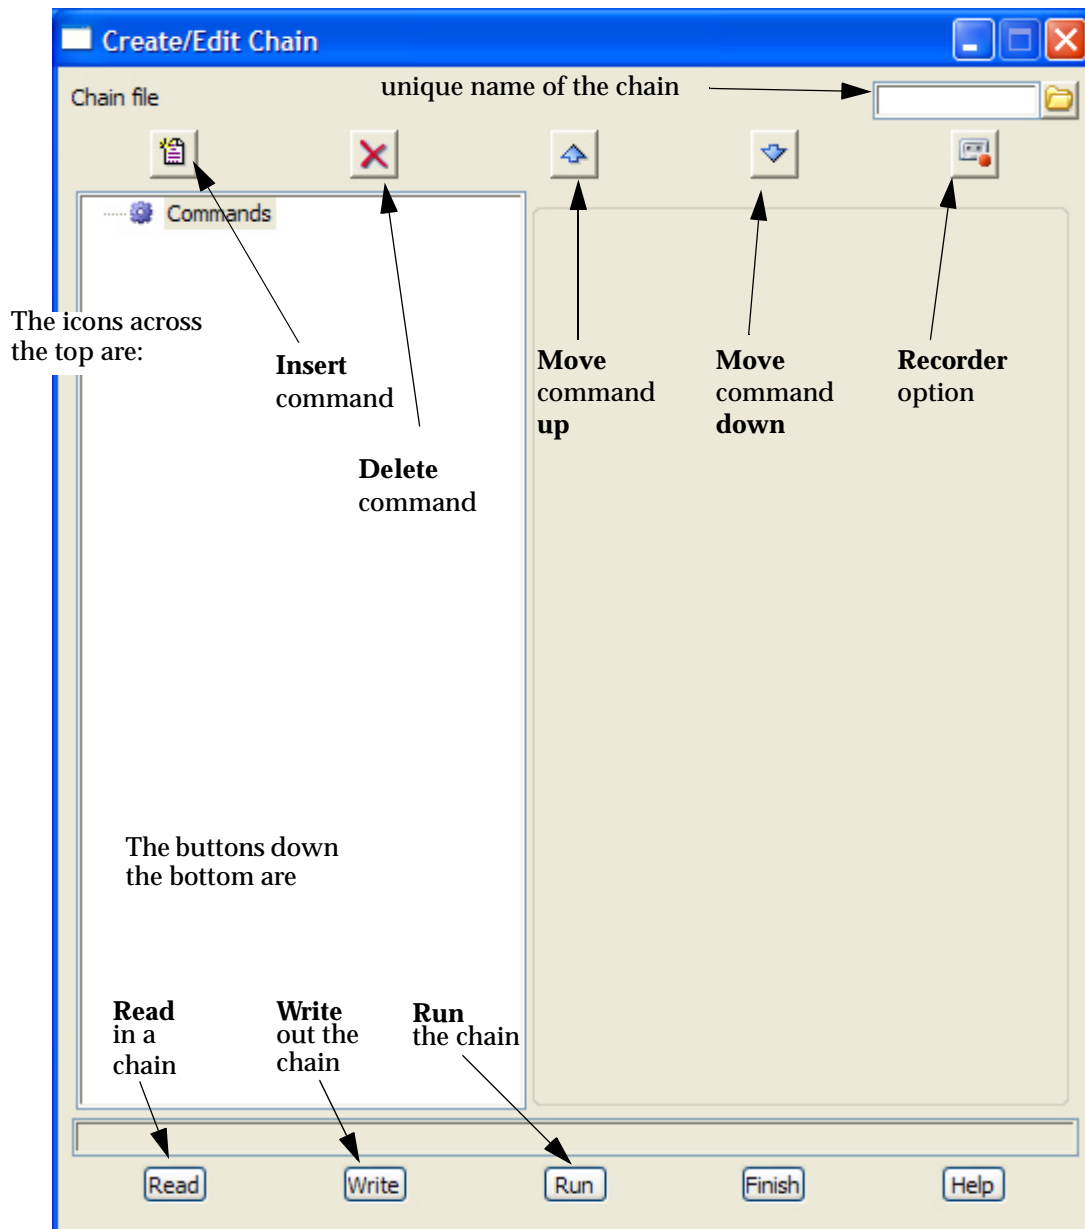 Create/Edit Chain
Chain file
unique name of the chain
Commands
The icons across
the top are:
Insert
command
Delete
command
Move
command
up
Move
command
down
Recorder
option
The buttons down
the bottom are
Read
in a
chain
Write
out the
chain
Run
the chain
Read
Write
Run
Finish
Help